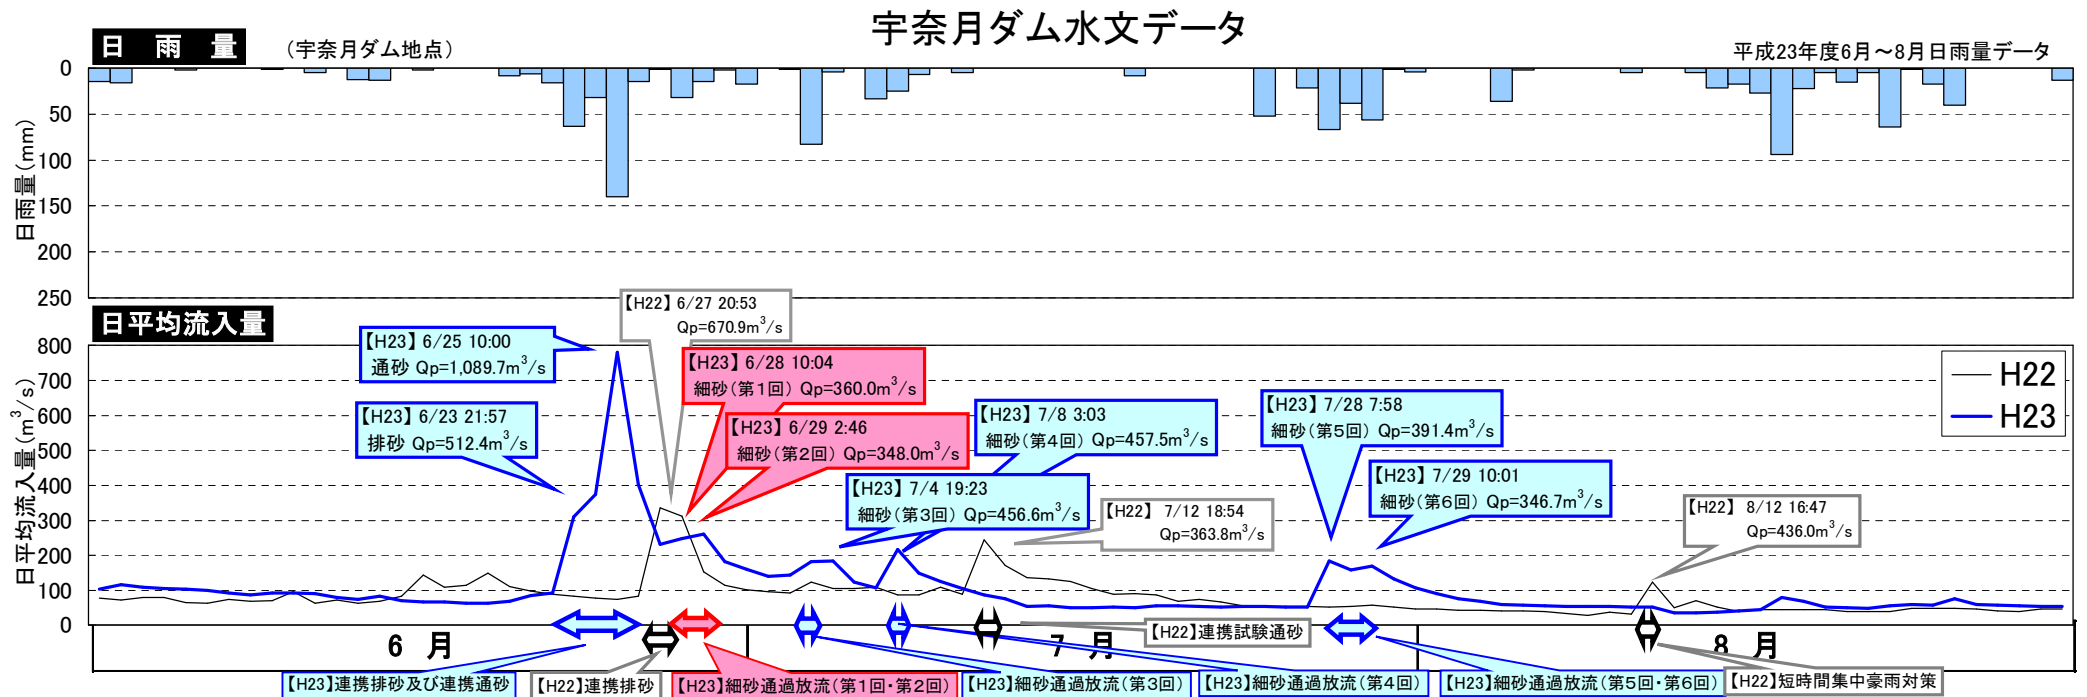 宇奈月ダム水文データ
日　雨　量
（宇奈月ダム地点）
平成23年度6月～8月日雨量データ
日雨量（mm）
0
50
100
150
200
250
日平均流入量
日平均流入量（m³/s）
800
700
600
500
400
300
200
100
0
【H23】 6/25 10:00
通砂 Qp=1,089.7m³/s
【H23】 6/23 21:57
排砂 Qp=512.4m³/s
【H22】 6/27 20:53
Qp=670.9m³/s
【H23】 6/28 10:04
細砂（第1回） Qp=360.0m³/s
【H23】 6/29 2:46
細砂（第2回） Qp=348.0m³/s
【H23】 7/8 3:03
細砂（第4回） Qp=457.5m³/s
【H23】 7/4 19:23
細砂（第3回） Qp=456.6m³/s
【H22】 7/12 18:54
Qp=363.8m³/s
【H23】 7/28 7:58
細砂（第5回） Qp=391.4m³/s
【H23】 7/29 10:01
細砂（第6回） Qp=346.7m³/s
【H22】 8/12 16:47
Qp=436.0m³/s
H22
H23
6 月
7 月
8 月
【H22】連携試験通砂
【H23】連携排砂及び連携通砂
【H22】連携排砂
【H23】細砂通過放流（第1回・第2回）
【H23】細砂通過放流（第3回）
【H23】細砂通過放流（第4回）
【H23】細砂通過放流（第5回・第6回）
【H22】短時間集中豪雨対策